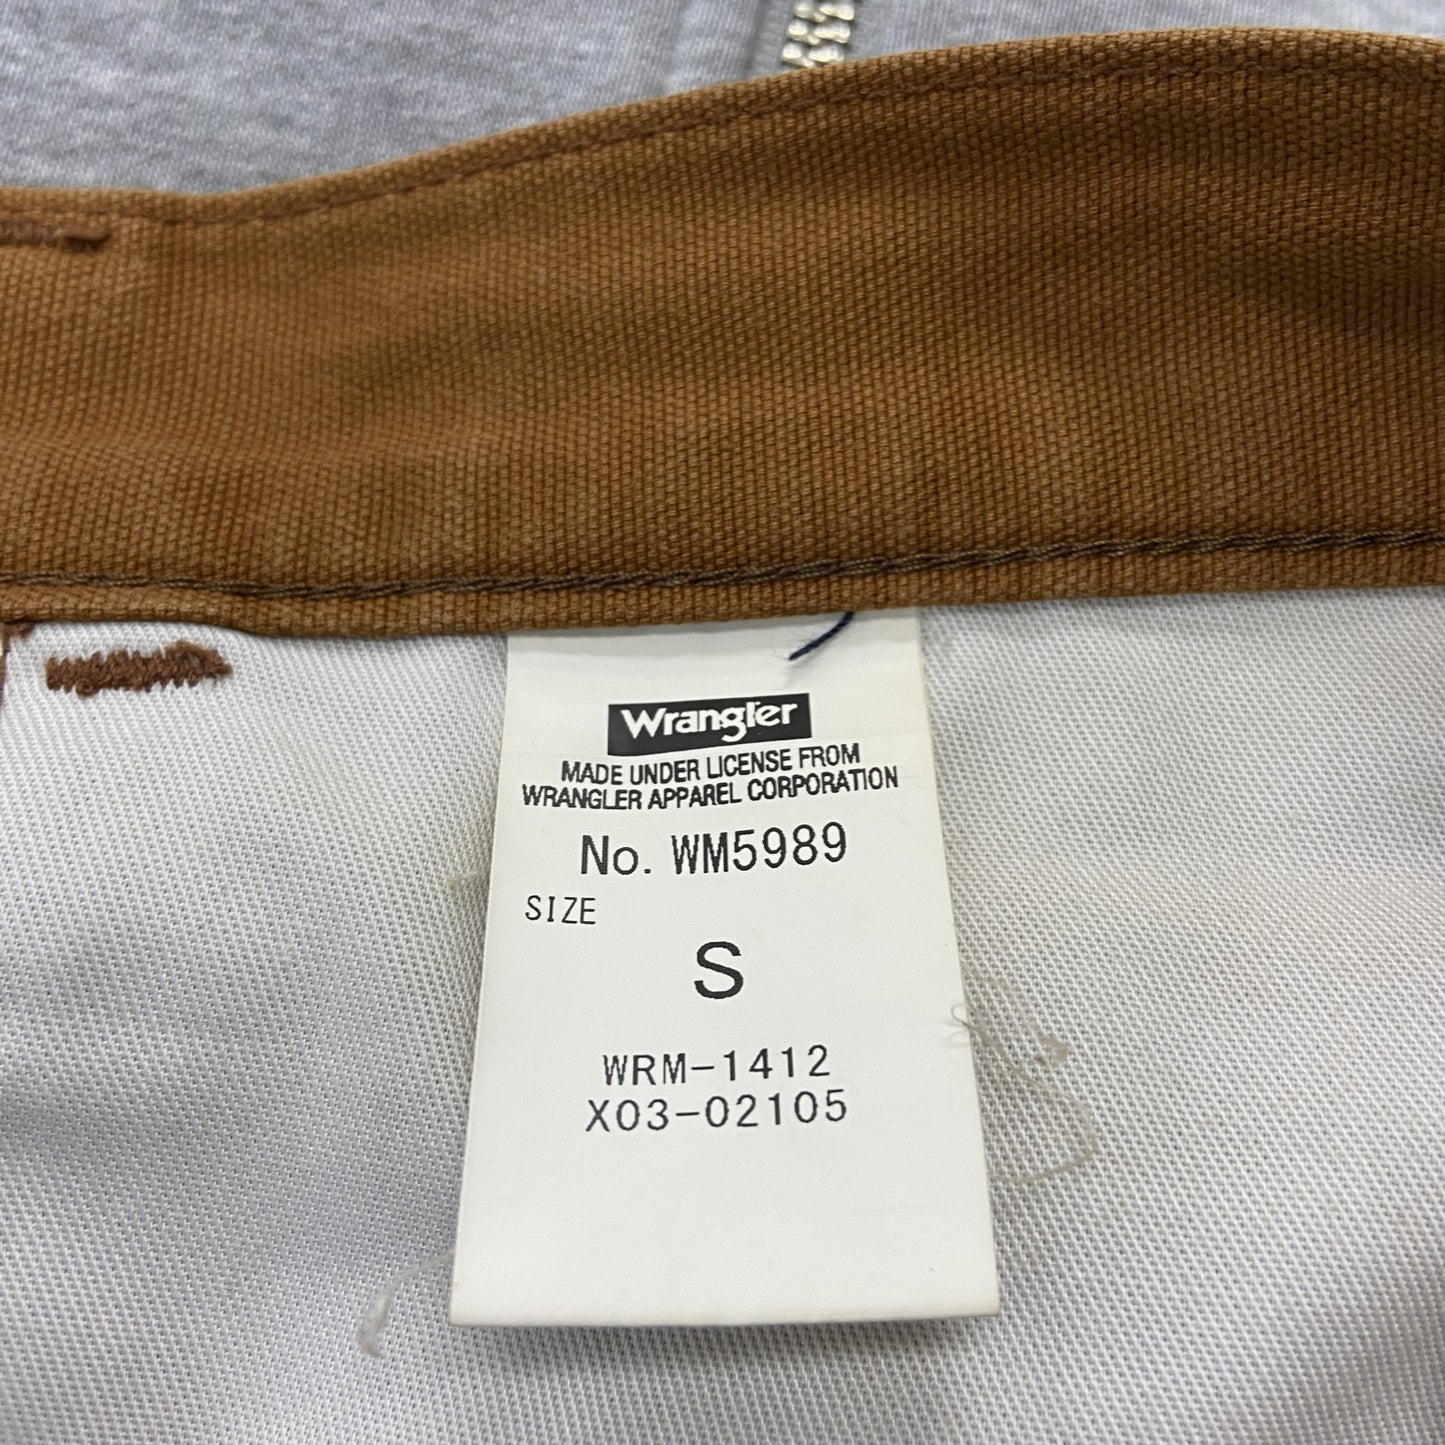 Wrangler
MADE UNDER LICENSE FROM
WRANGLER APPAREL CORPORATION
No. WM5989
SIZE
S
WRM-1412
X03-02105